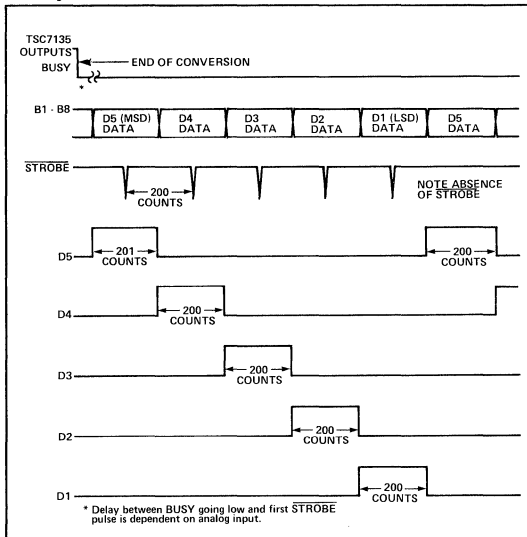 TSC7135
OUTPUTS
BUSY
END OF CONVERSION
*
B1 - B8
D5 (MSD)
DATA
D4
DATA
D3
DATA
D2
DATA
D1 (LSD)
DATA
D5
DATA
STROBE
200
COUNTS
NOTE ABSENCE
OF STROBE
D5
201
COUNTS
200
COUNTS
D4
200
COUNTS
D3
200
COUNTS
D2
200
COUNTS
D1
200
COUNTS
* Delay between BUSY going low and first STROBE
pulse is dependent on analog input.